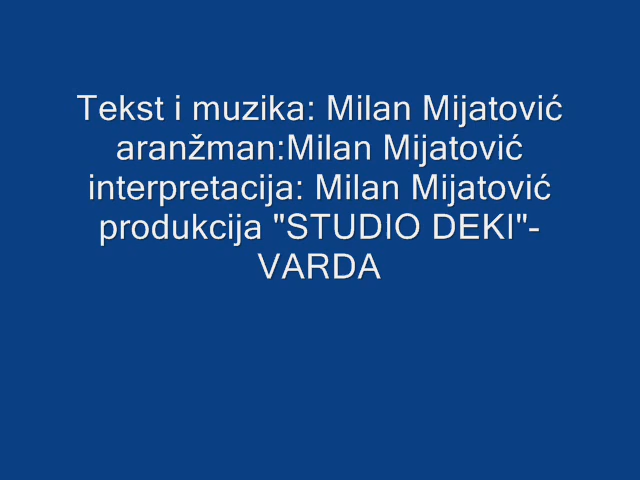 Tekst i muzika: Milan Mijatović
aranžman:Milan Mijatović
interpretacija: Milan Mijatović
produkcija "STUDIO DEKI"-
VARDA